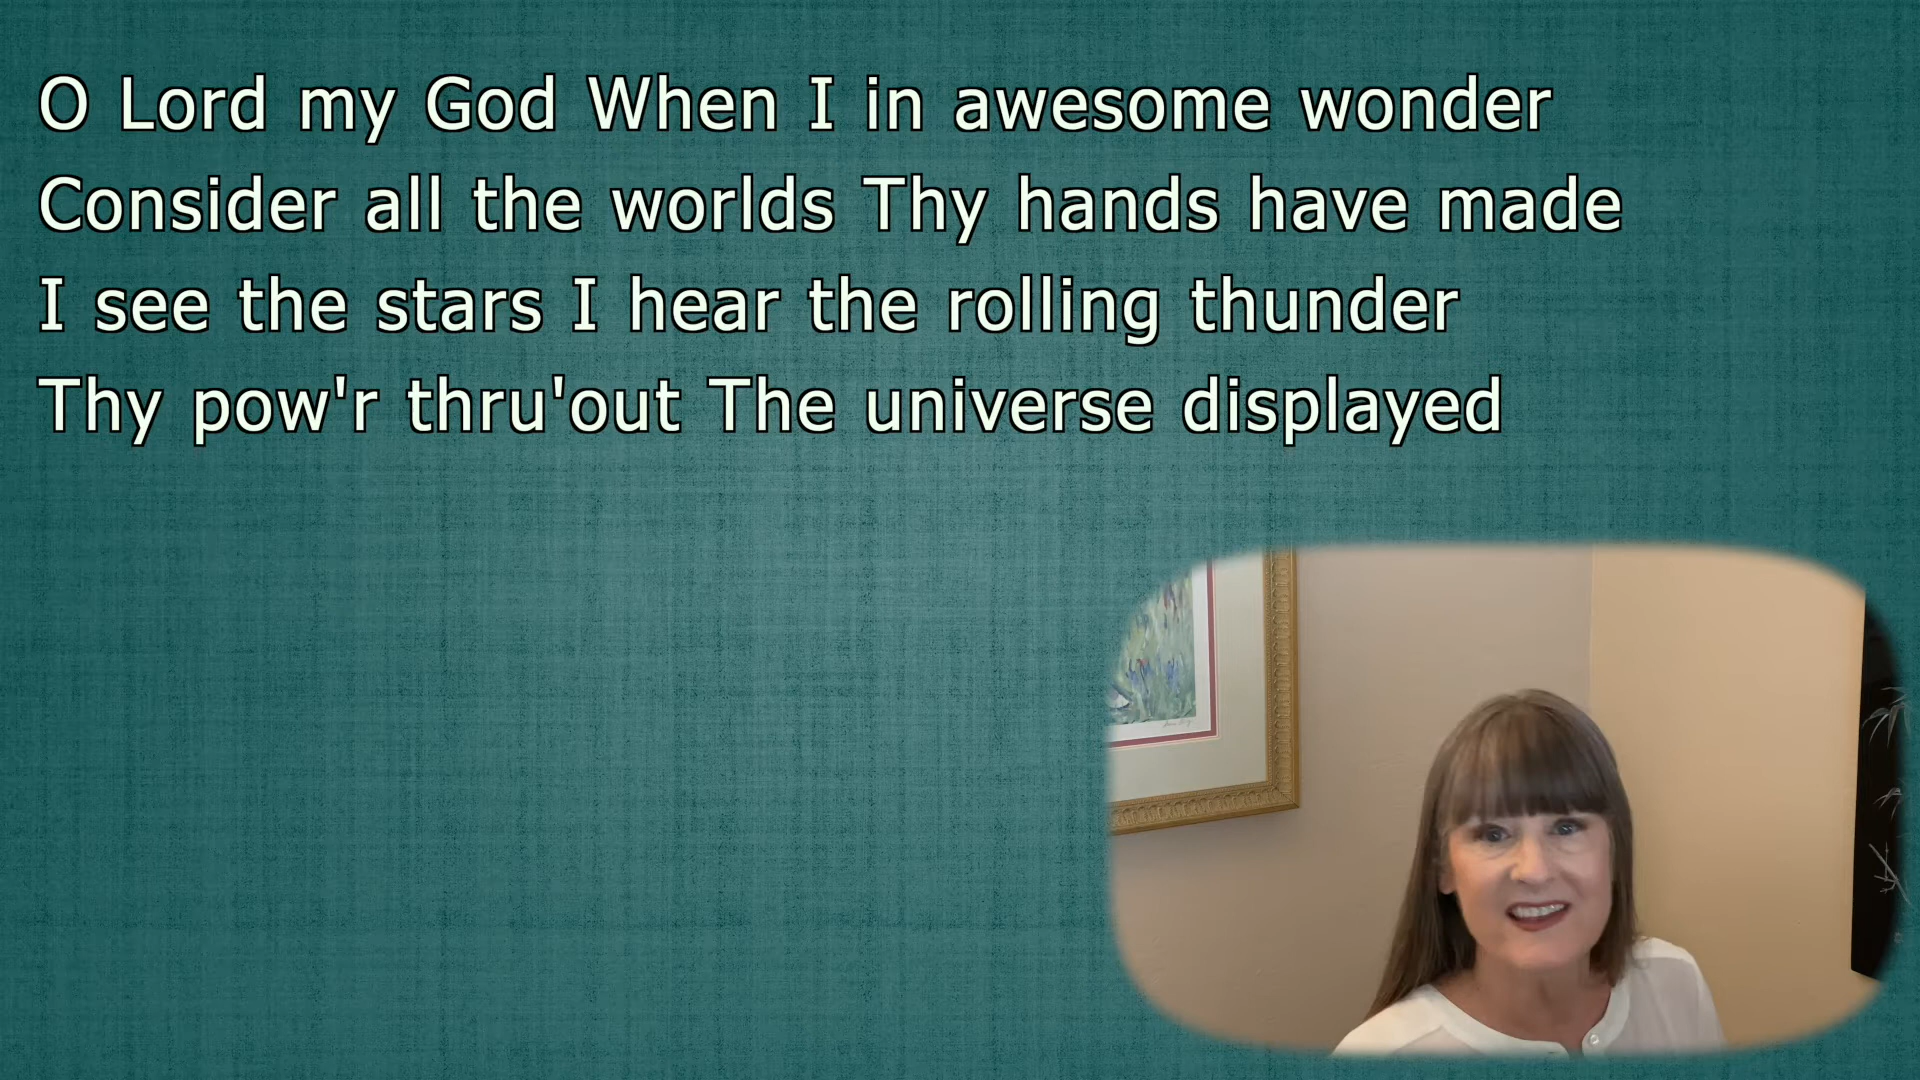 O Lord my God When I in awesome wonder
Consider all the worlds Thy hands have made
I see the stars I hear the rolling thunder
Thy pow'r thru'out The universe displayed